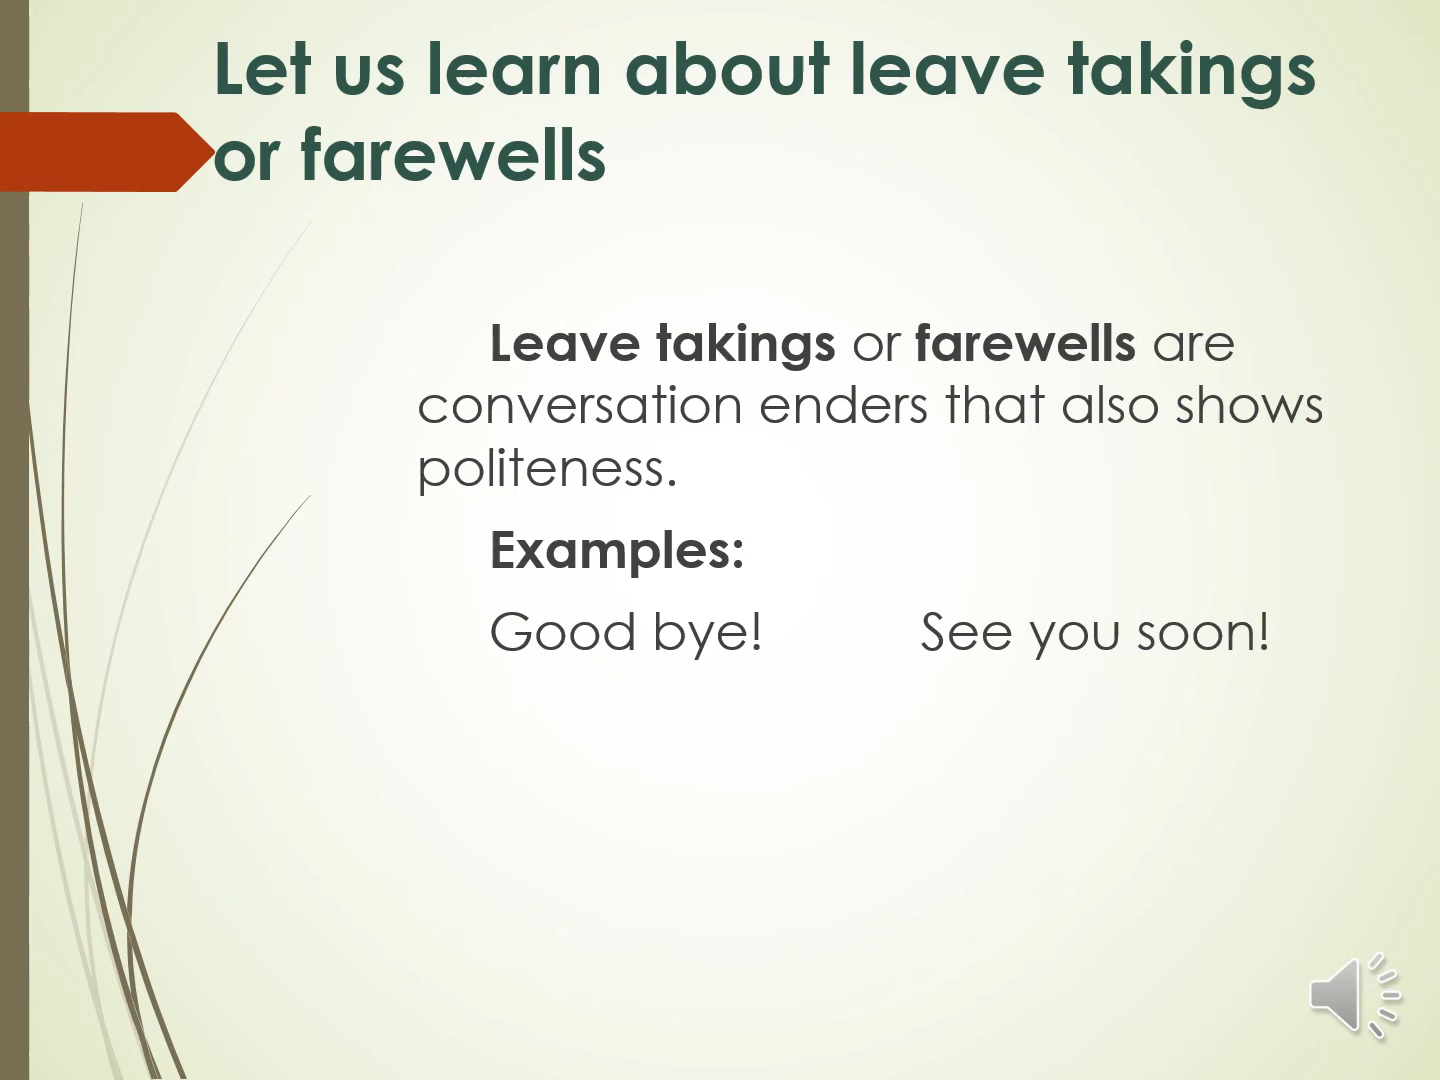 Let us learn about leave takings
or farewells
Leave takings or farewells are
conversation enders that also shows
politeness.
Examples:
Good bye! See you soon!